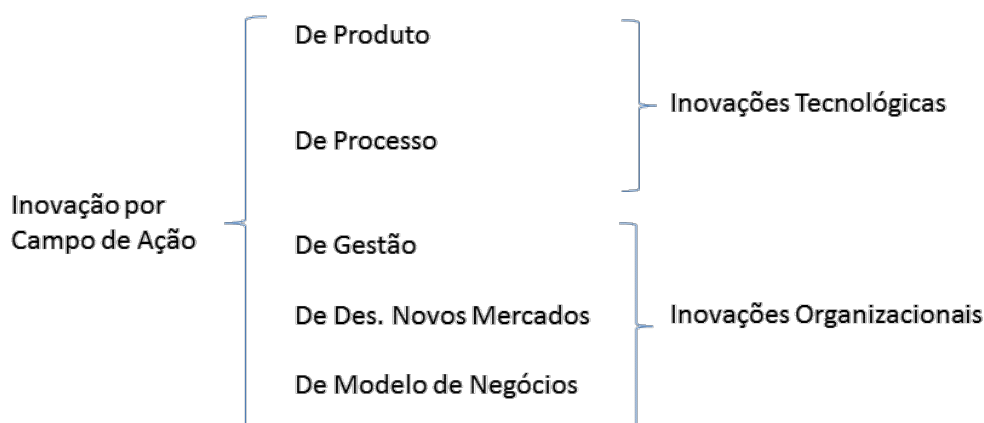 De Produto
Inovações Tecnológicas
De Processo
Inovação por
Campo de Ação
De Gestão
De Des. Novos Mercados
Inovações Organizacionais
De Modelo de Negócios